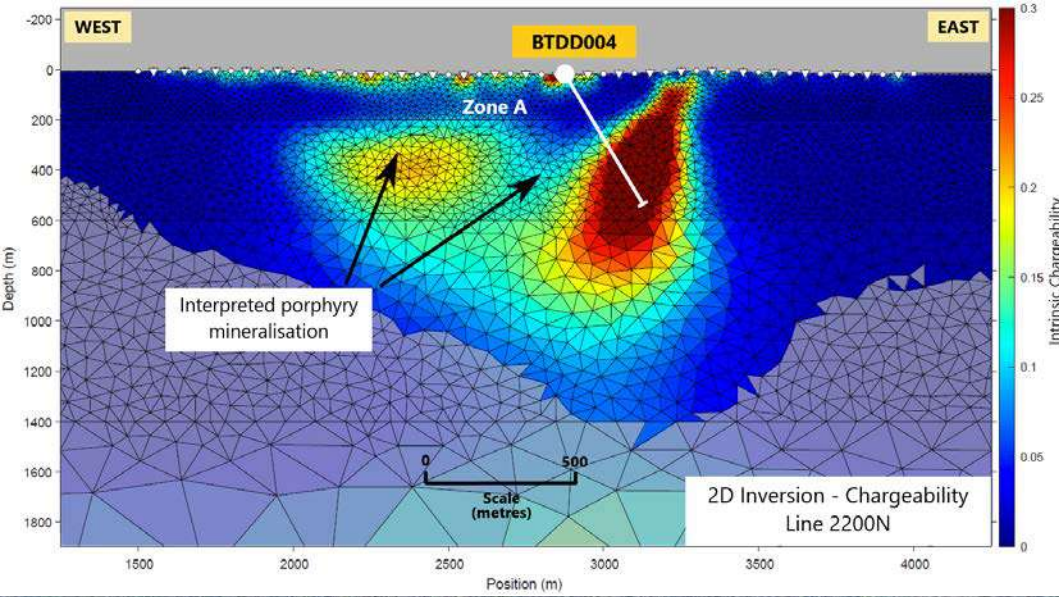 WEST
BTDD004
EAST
Zone A
Interpreted porphyry
mineralisation
0 500
Scale
(metres)
2D Inversion - Chargeability
Line 2200N
Depth (m)
-200
0
200
400
600
800
1000
1200
1400
1600
1800
1500 2000 2500 3000 3500 4000
Position (m)
0.3
0.25
0.2
0.15
0.1
0.05
0
Intrinsic Chargeability